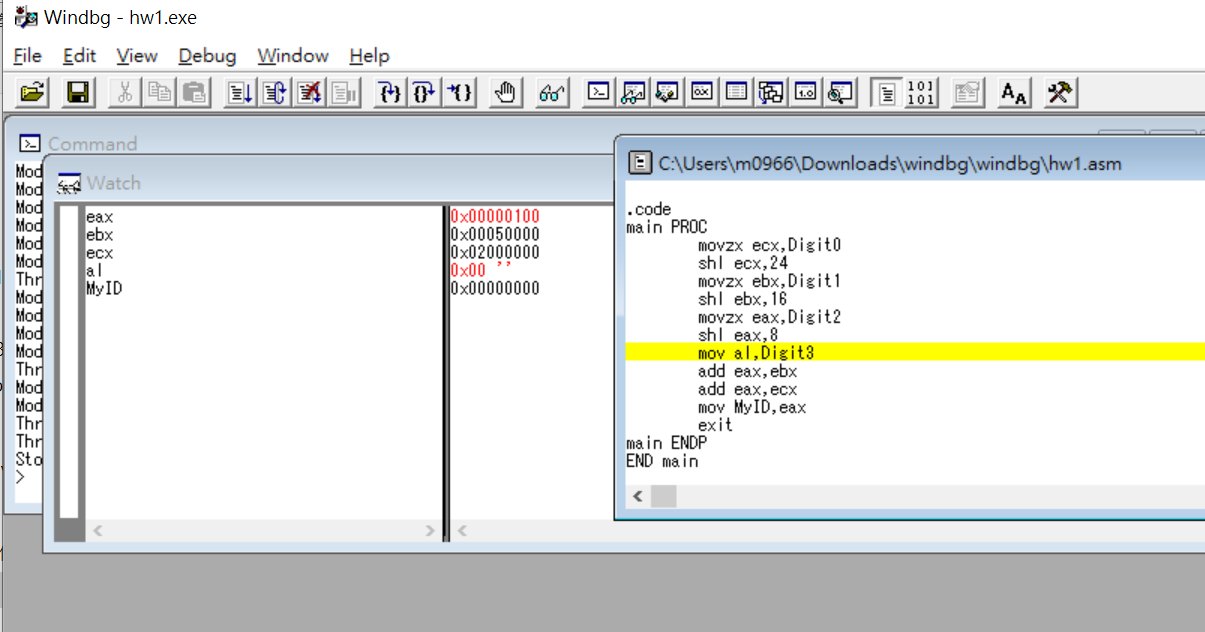 Windbg - hw1.exe
File Edit View Debug Window Help
Command
Mod
Mod
Mod
Mod
Mod
Mod
Thr
Mod
Mod
Mod
Mod
Thr
Mod
Mod
Thr
Thr
Sto
>
Watch
eax 0x00000100
ebx 0x00050000
ecx 0x02000000
al 0x00 ''
MyID 0x00000000
C:\Users\m0966\Downloads\windbg\windbg\hw1.asm
.code
main PROC
movzx ecx,Digit0
shl ecx,24
movzx ebx,Digit1
shl ebx,16
movzx eax,Digit2
shl eax,8
mov al,Digit3
add eax,ebx
add eax,ecx
mov MyID,eax
exit
main ENDP
END main